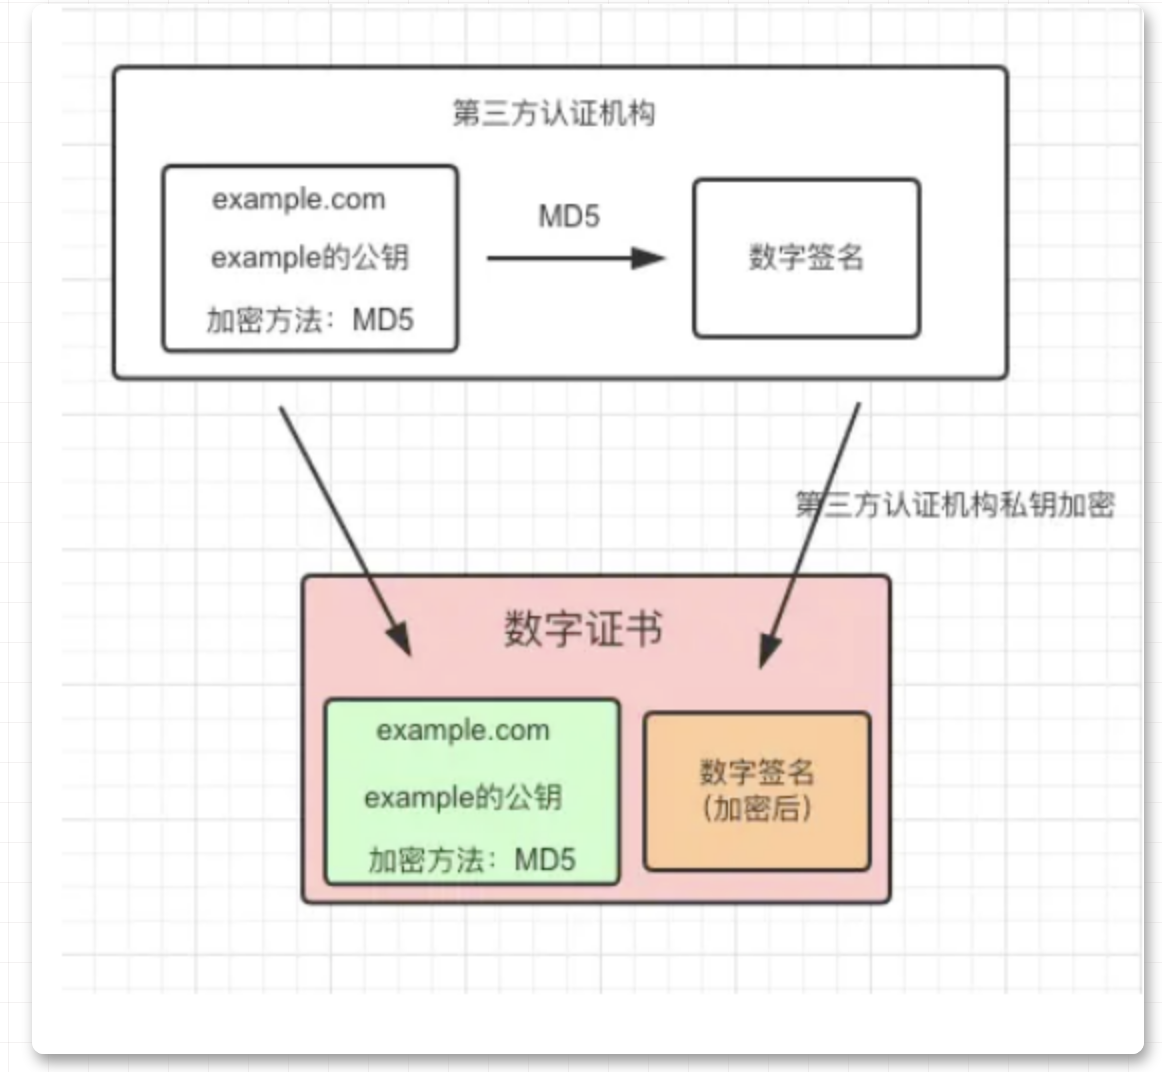 第三方认证机构
example.com
example的公钥
加密方法：MD5
MD5
数字签名
第三方认证机构私钥加密
数字证书
example.com
example的公钥
加密方法：MD5
数字签名
（加密后）